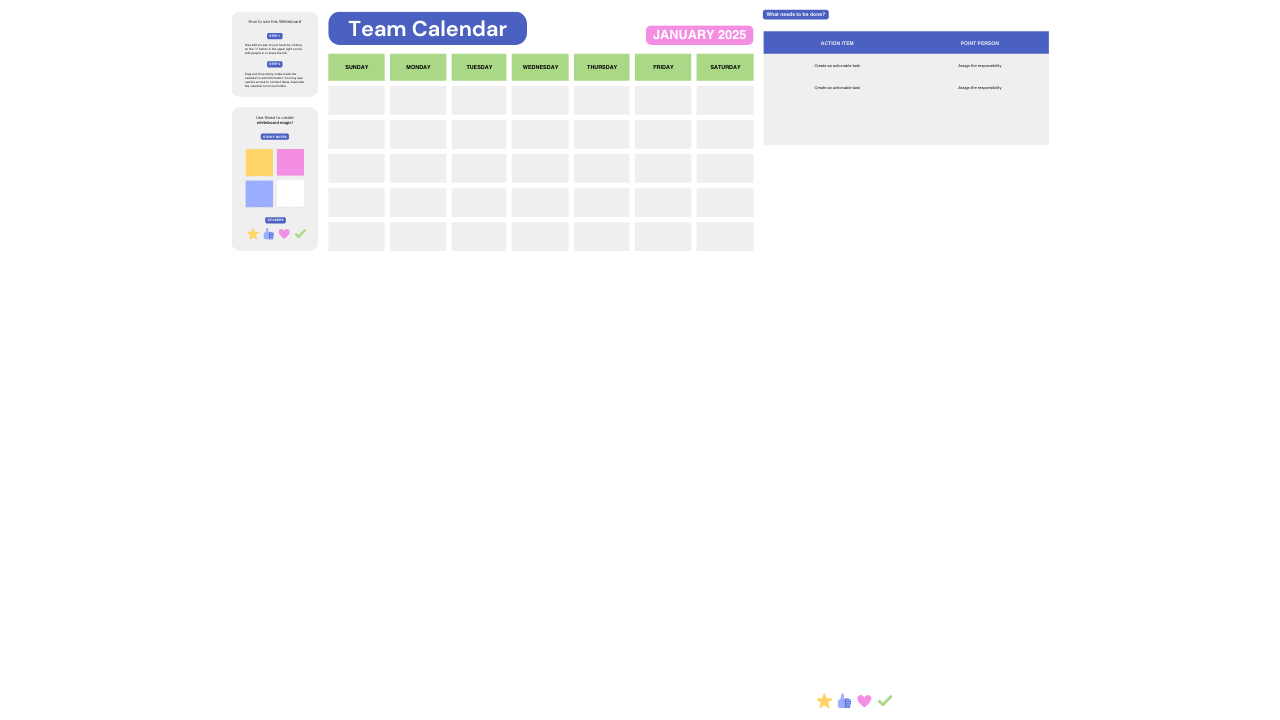 How to use this Whiteboard
STEP 1
STEP 2
Use these to create
whiteboard magic!
STICKY NOTES
STICKERS
Team Calendar
JANUARY 2025
SUNDAY MONDAY TUESDAY WEDNESDAY THURSDAY FRIDAY SATURDAY
What needs to be done?
ACTION ITEM POINT PERSON
Create an actionable task Assign the responsibility
Create an actionable task Assign the responsibility